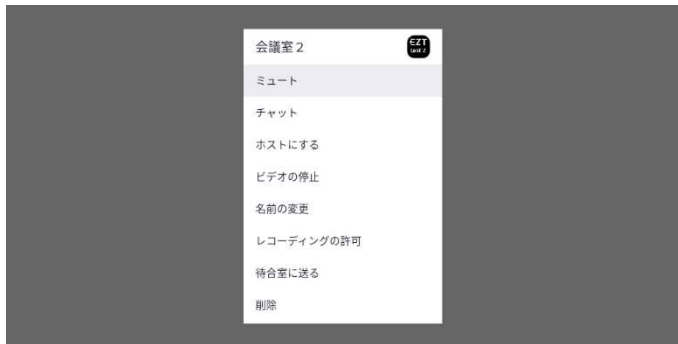 会議室 2
EZT
test 2
ミュート
チャット
ホストにする
ビデオの停止
名前の変更
レコーディングの許可
待合室に送る
削除